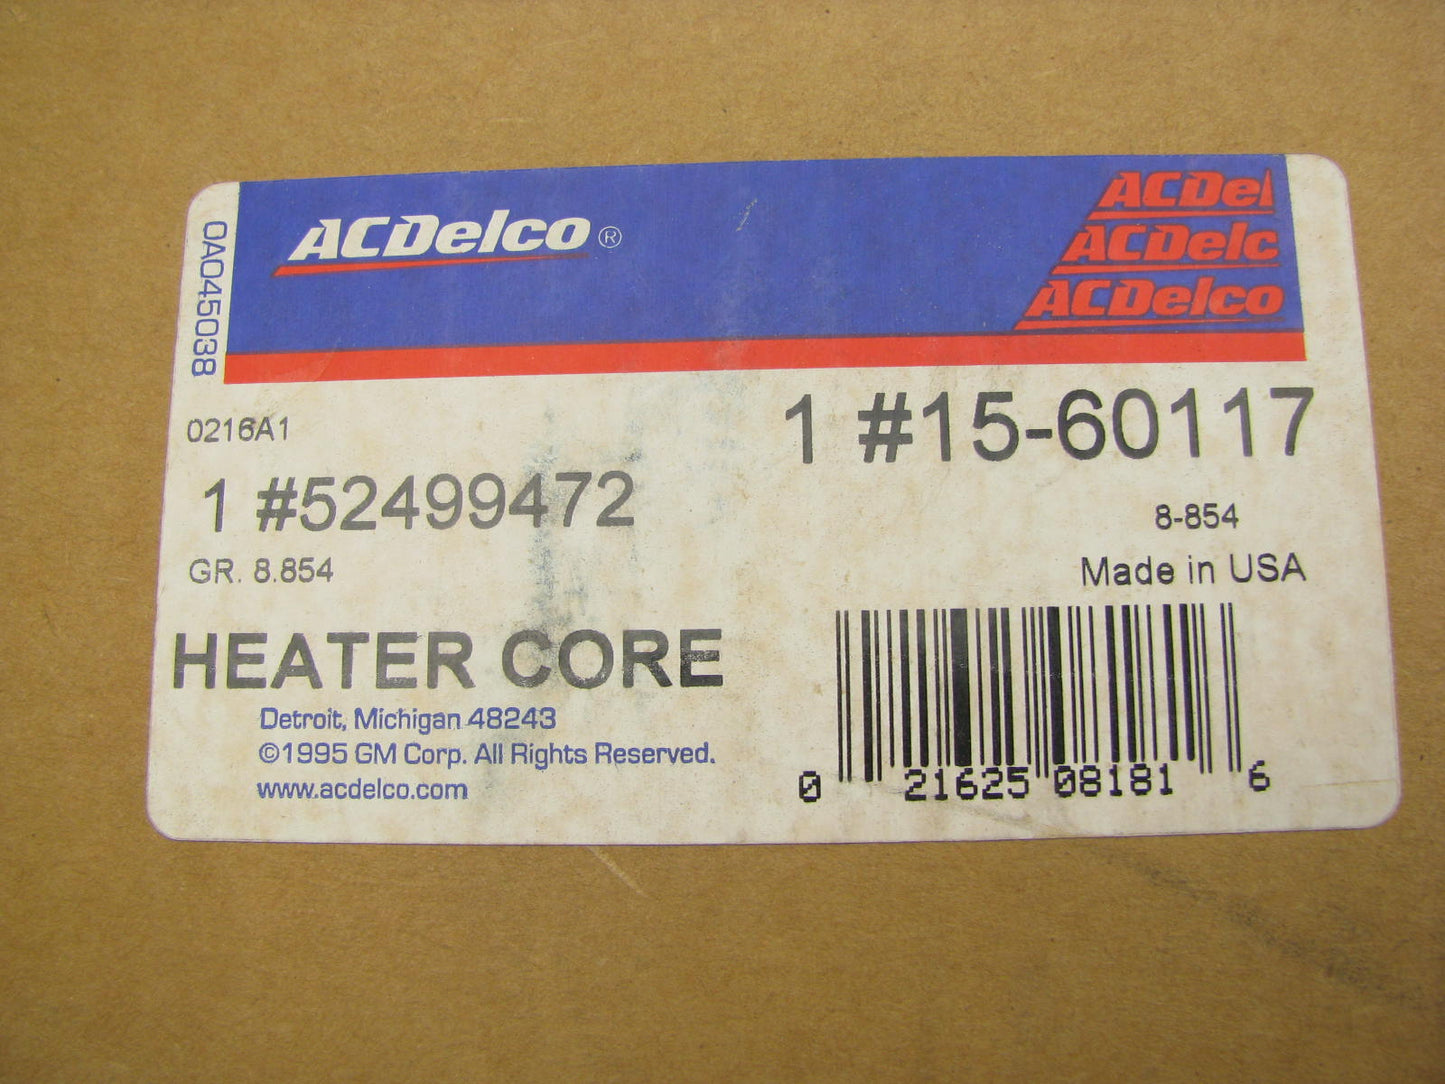 ACDelco®
ACDel
ACDelc
ACDelco
0A045038
0216A1
1 #15-60117
1 #52499472
8-854
GR. 8.854
Made in USA
HEATER CORE
Detroit, Michigan 48243
©1995 GM Corp. All Rights Reserved.
www.acdelco.com
0 21625 08181 6